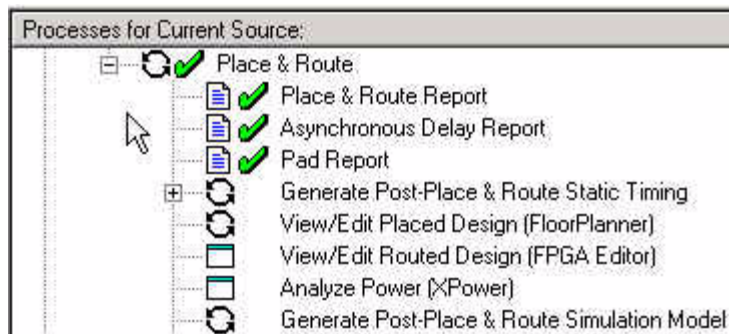 Processes for Current Source:
Place & Route
Place & Route Report
Asynchronous Delay Report
Pad Report
Generate Post-Place & Route Static Timing
View/Edit Placed Design (FloorPlanner)
View/Edit Routed Design (FPGA Editor)
Analyze Power (XPower)
Generate Post-Place & Route Simulation Model